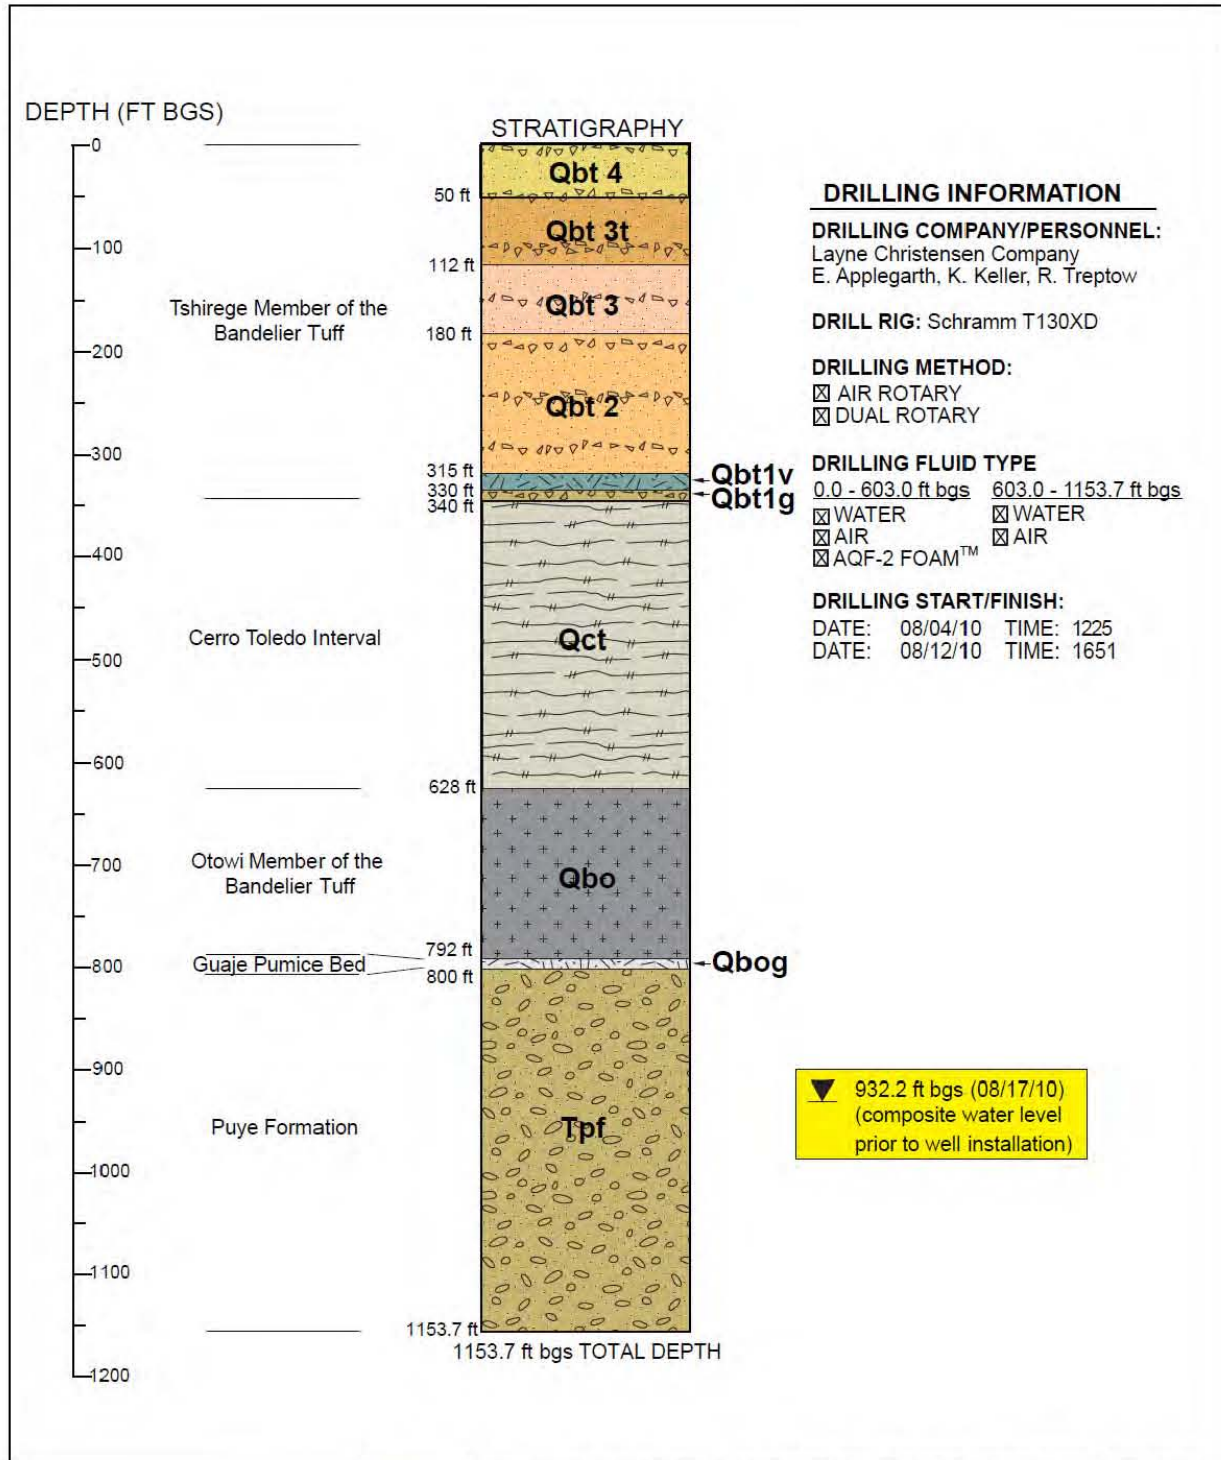 DEPTH (FT BGS)
0
100
200
300
400
500
600
700
800
900
1000
1100
1200
Tshirege Member of the
Bandelier Tuff
Cerro Toledo Interval
Otowi Member of the
Bandelier Tuff
Guaje Pumice Bed
Puye Formation
STRATIGRAPHY
50 ft
112 ft
180 ft
315 ft
330 ft
340 ft
628 ft
792 ft
800 ft
1153.7 ft
Qbt 4
Qbt 3t
Qbt 3
Qbt 2
Qbt1v
Qbt1g
Qct
Qbo
Qbog
Tpf
1153.7 ft bgs TOTAL DEPTH
DRILLING INFORMATION
DRILLING COMPANY/PERSONNEL:
Layne Christensen Company
E. Applegarth, K. Keller, R. Treptow
DRILL RIG: Schramm T130XD
DRILLING METHOD:
☒ AIR ROTARY
☒ DUAL ROTARY
DRILLING FLUID TYPE
0.0 - 603.0 ft bgs 603.0 - 1153.7 ft bgs
☒ WATER ☒ WATER
☒ AIR ☒ AIR
☒ AQF-2 FOAM™
DRILLING START/FINISH:
DATE: 08/04/10 TIME: 1225
DATE: 08/12/10 TIME: 1651
932.2 ft bgs (08/17/10)
(composite water level
prior to well installation)